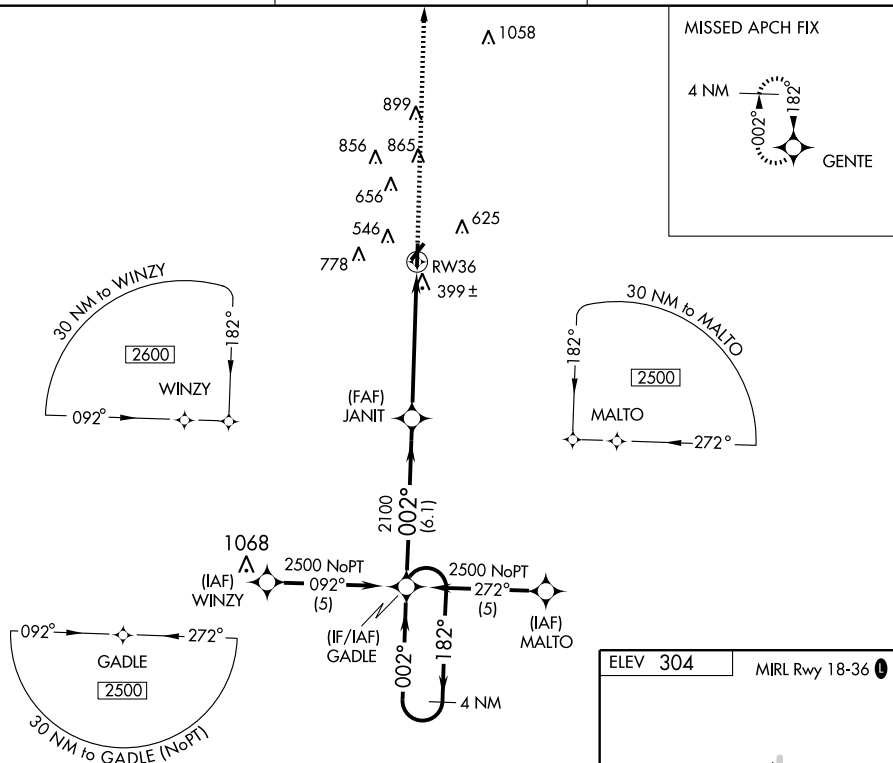 1058
MISSED APCH FIX
4 NM
002°
182°
GENTE
899
856
865
656
546
625
778
RW36
399 ±
30 NM to WINZY
182°
2600
WINZY
092°
30 NM to MALTO
182°
2500
MALTO
272°
(FAF)
JANIT
2100
002°
(6.1)
1068
(IAF)
WINZY
2500 NoPT
092°
(5)
2500 NoPT
272°
(5)
(IAF)
MALTO
(IF/IAF)
GADLE
002°
182°
4 NM
092°
272°
GADLE
2500
30 NM to GADLE (NoPT)
ELEV 304
MIRL Rwy 18-36 L